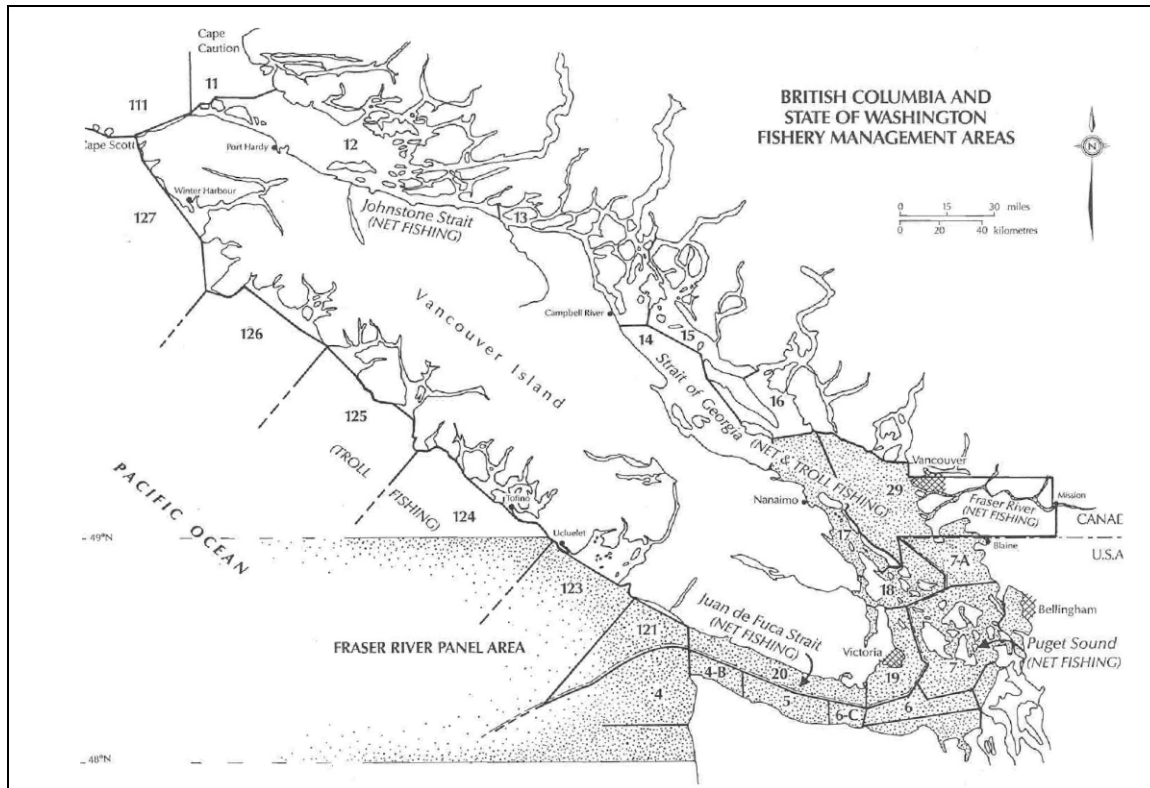 Cape
Caution
11
111
Cape Scott
BRITISH COLUMBIA AND
STATE OF WASHINGTON
FISHERY MANAGEMENT AREAS
N
Port Hardy
12
Winter Harbour
0 15 30 miles
0 20 40 kilometres
127
Johnstone Strait
(NET FISHING)
13
Vancouver Island
Campbell River
14
15
126
Strait of Georgia
(NET & TROLL FISHING)
16
125
(TROLL
FISHING)
PACIFIC OCEAN
Vancouver
29
Nanaimo
Fraser River
(NET FISHING)
Mission
124
Tofino
CANAD
49°N
Ucluelet
17
Blaine
U.S.A
7-A
123
18
Juan de Fuca Strait
(NET FISHING)
Bellingham
121
FRASER RIVER PANEL AREA
Victoria
Puget Sound
(NET FISHING)
7
20
19
4-B
4
5
6-C
6
48°N